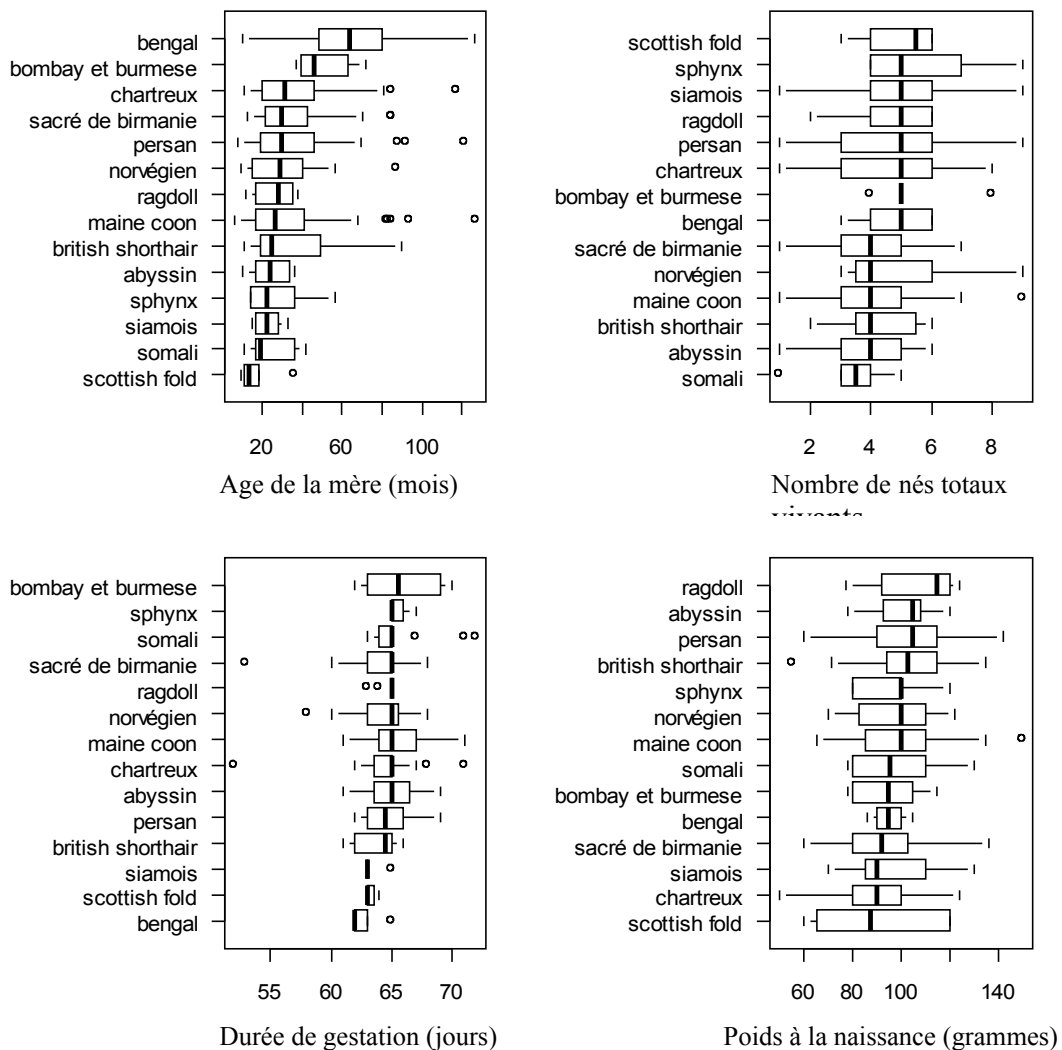 bengal
bombay et burmese
chartreux
sacré de birmanie
persan
norvégien
ragdoll
maine coon
british shorthair
abyssin
sphynx
siamois
somali
scottish fold
20 60 100
Age de la mère (mois)
scottish fold
sphynx
siamois
ragdoll
persan
chartreux
bombay et burmese
bengal
sacré de birmanie
norvégien
maine coon
british shorthair
abyssin
somali
2 4 6 8
Nombre de nés totaux
vivants
bombay et burmese
sphynx
somali
sacré de birmanie
ragdoll
norvégien
maine coon
chartreux
abyssin
persan
british shorthair
siamois
scottish fold
bengal
55 60 65 70
Durée de gestation (jours)
ragdoll
abyssin
persan
british shorthair
sphynx
norvégien
maine coon
somali
bombay et burmese
bengal
sacré de birmanie
siamois
chartreux
scottish fold
60 80 100 140
Poids à la naissance (grammes)